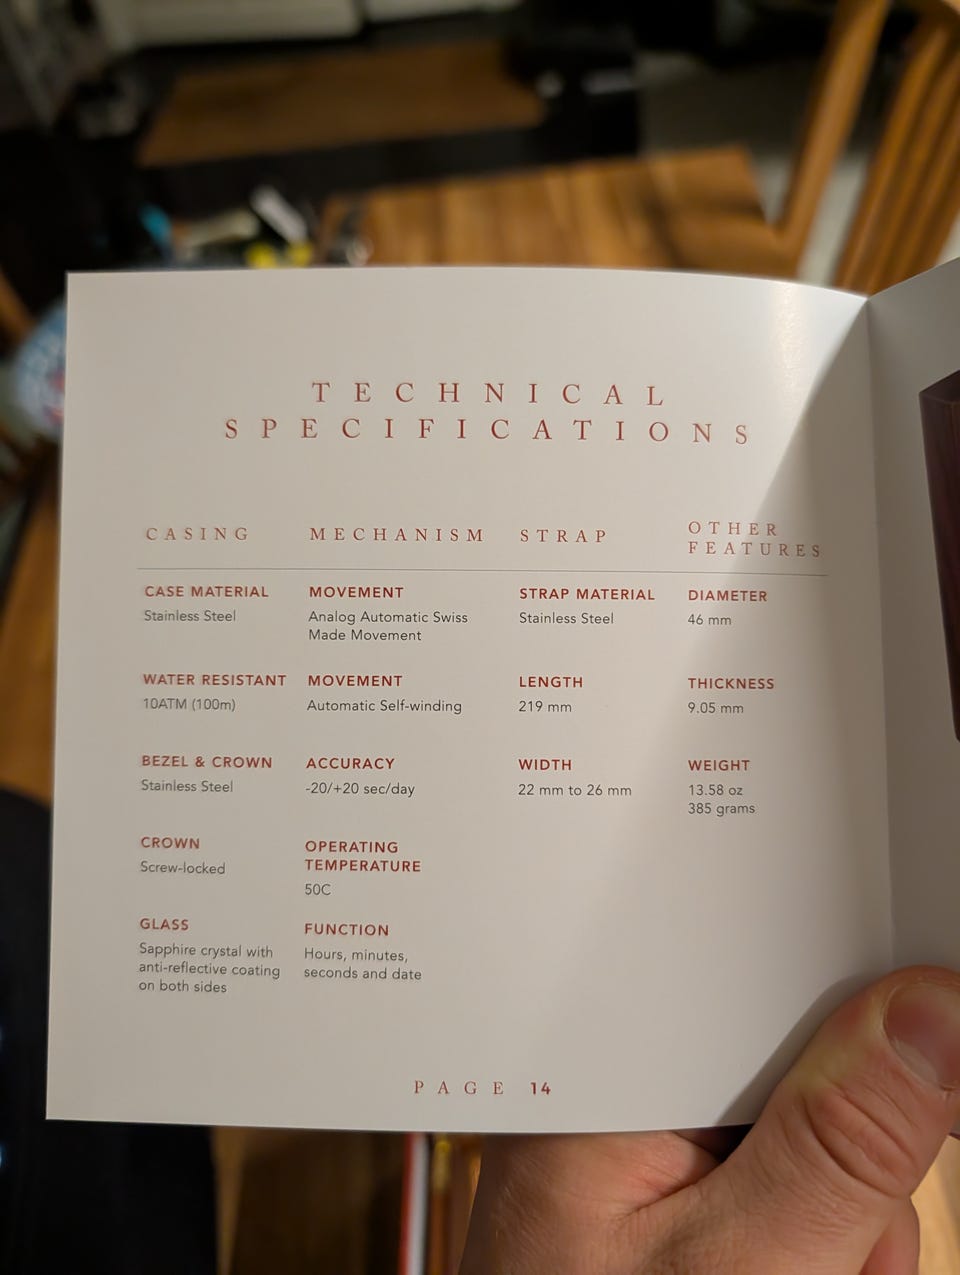 TECHNICAL
SPECIFICATIONS
CASING
CASE MATERIAL
Stainless Steel
WATER RESISTANT
10ATM (100m)
BEZEL & CROWN
Stainless Steel
CROWN
Screw-locked
GLASS
Sapphire crystal with
anti-reflective coating
on both sides
MECHANISM
MOVEMENT
Analog Automatic Swiss
Made Movement
MOVEMENT
Automatic Self-winding
ACCURACY
-20/+20 sec/day
OPERATING
TEMPERATURE
50C
FUNCTION
Hours, minutes,
seconds and date
STRAP
STRAP MATERIAL
Stainless Steel
LENGTH
219 mm
WIDTH
22 mm to 26 mm
OTHER
FEATURES
DIAMETER
46 mm
THICKNESS
9.05 mm
WEIGHT
13.58 oz
385 grams
PAGE 14